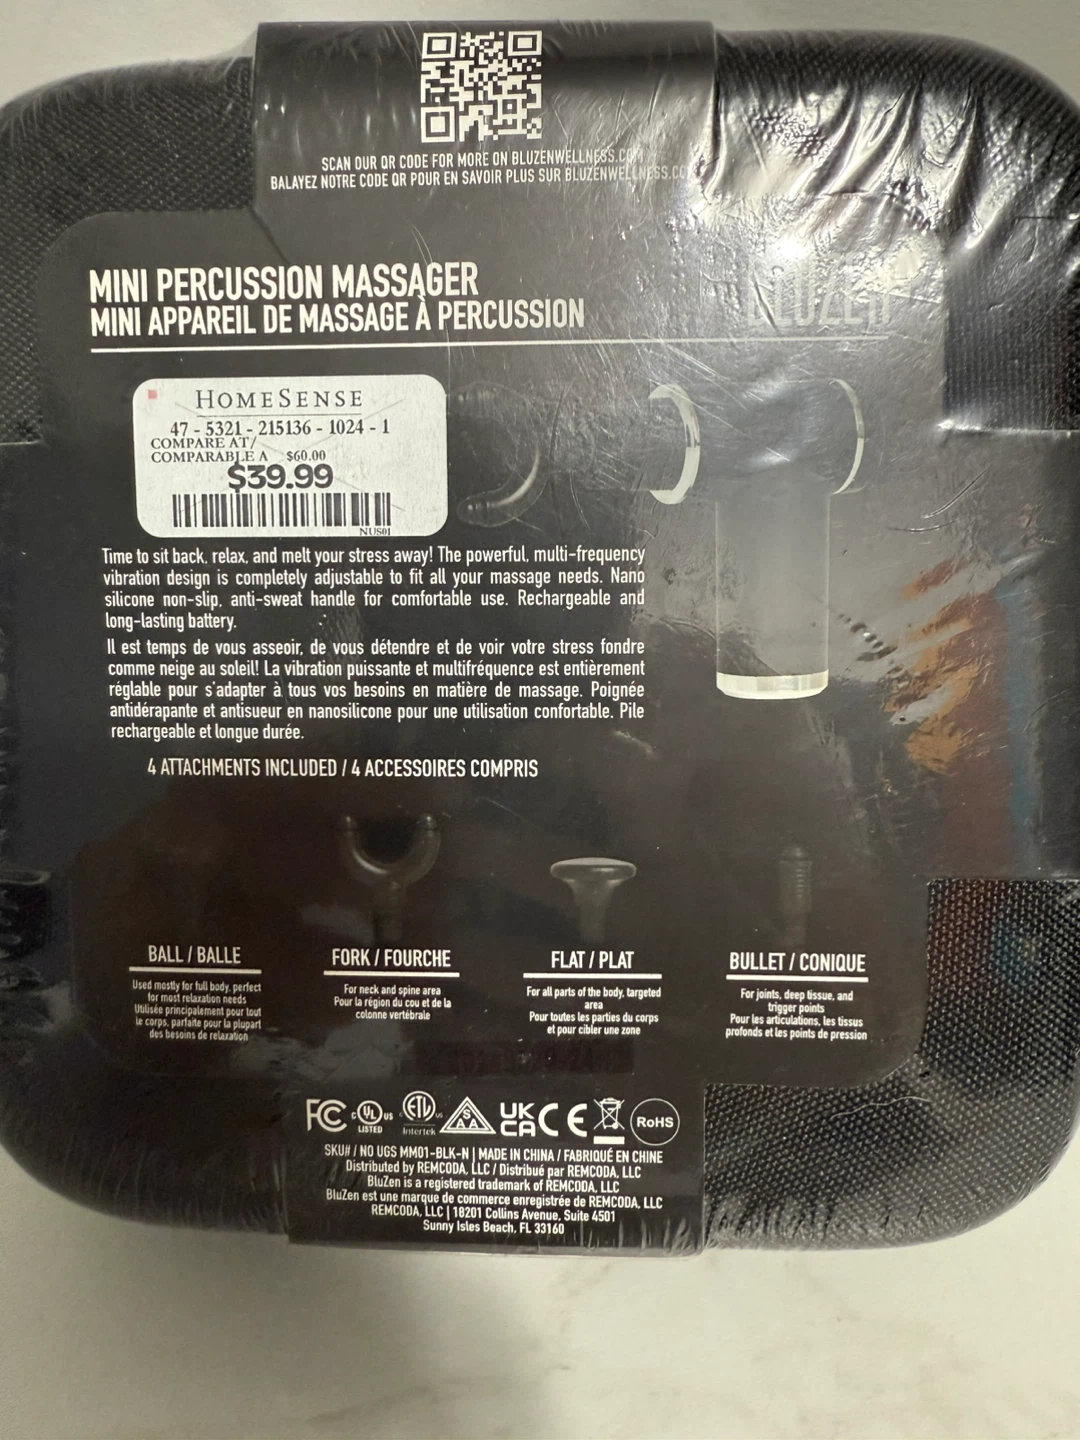 SCAN OUR QR CODE FOR MORE ON BLUZENWELLNESS.COM
BALAYEZ NOTRE CODE QR POUR EN SAVOIR PLUS SUR BLUZENWELLNESS.CO
MINI PERCUSSION MASSAGER
MINI APPAREIL DE MASSAGE À PERCUSSION
BLUZEN
HOMESENSE
47 - 5321 - 215136 - 1024 - 1
COMPARE AT/
COMPARABLE A $60.00
$39.99
NUS01
Time to sit back, relax, and melt your stress away! The powerful, multi-frequency
vibration design is completely adjustable to fit all your massage needs. Nano
silicone non-slip, anti-sweat handle for comfortable use. Rechargeable and
long-lasting battery.
Il est temps de vous asseoir, de vous détendre et de voir votre stress fondre
comme neige au soleil! La vibration puissante et multifréquence est entièrement
réglable pour s'adapter à tous vos besoins en matière de massage. Poignée
antidérapante et antisueur en nanosilicone pour une utilisation confortable. Pile
rechargeable et longue durée.
4 ATTACHMENTS INCLUDED / 4 ACCESSOIRES COMPRIS
BALL / BALLE
Used mostly for full body, perfect
for most relaxation needs
Utilisée principalement pour tout
le corps, parfaite pour la plupart
des besoins de relaxation
FORK / FOURCHE
For neck and spine area
Pour la région du cou et de la
colonne vertébrale
FLAT / PLAT
For all parts of the body, targeted
area
Pour toutes les parties du corps
et pour cibler une zone
BULLET / CONIQUE
For joints, deep tissue, and
trigger points
Pour les articulations, les tissus
profonds et les points de pression
FC c UL us LISTED c ETL us Intertek SAA UKCA CE RoHS
SKU# / NO UGS MM01-BLK-N | MADE IN CHINA / FABRIQUÉ EN CHINE
Distributed by REMCODA, LLC / Distribué par REMCODA, LLC
BluZen is a registered trademark of REMCODA, LLC
BluZen est une marque de commerce enregistrée de REMCODA, LLC
REMCODA, LLC | 18201 Collins Avenue, Suite 4501
Sunny Isles Beach, FL 33160